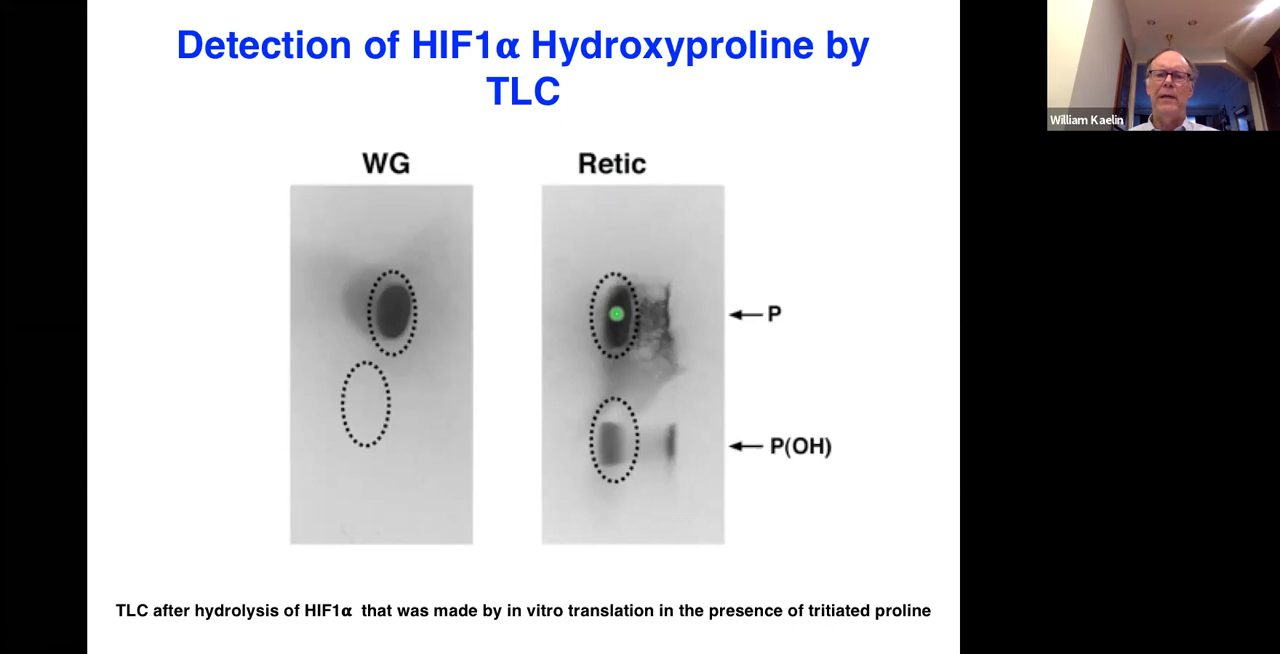 Detection of HIF1α Hydroxyproline by
TLC
William Kaelin
WG
Retic
P
P(OH)
TLC after hydrolysis of HIF1α that was made by in vitro translation in the presence of tritiated proline